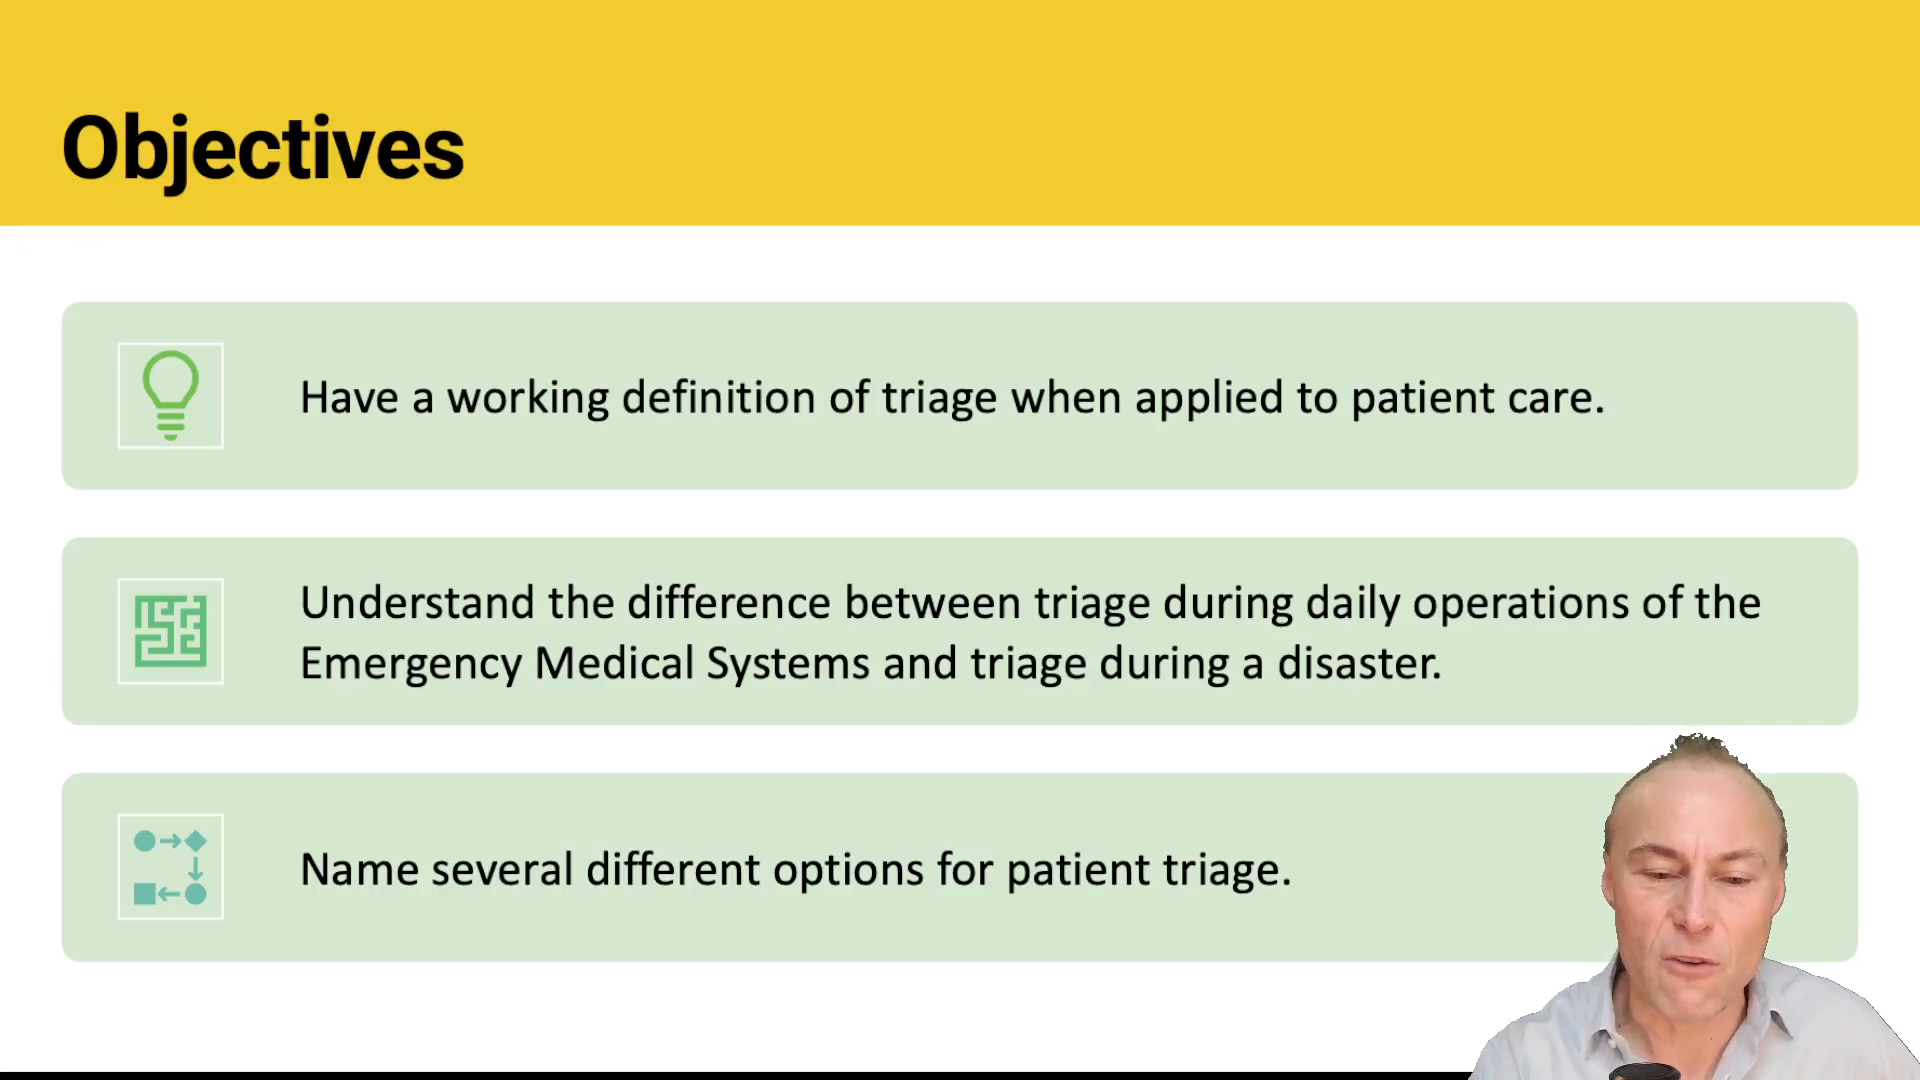 Objectives
Have a working definition of triage when applied to patient care.
Understand the difference between triage during daily operations of the
Emergency Medical Systems and triage during a disaster.
Name several different options for patient triage.